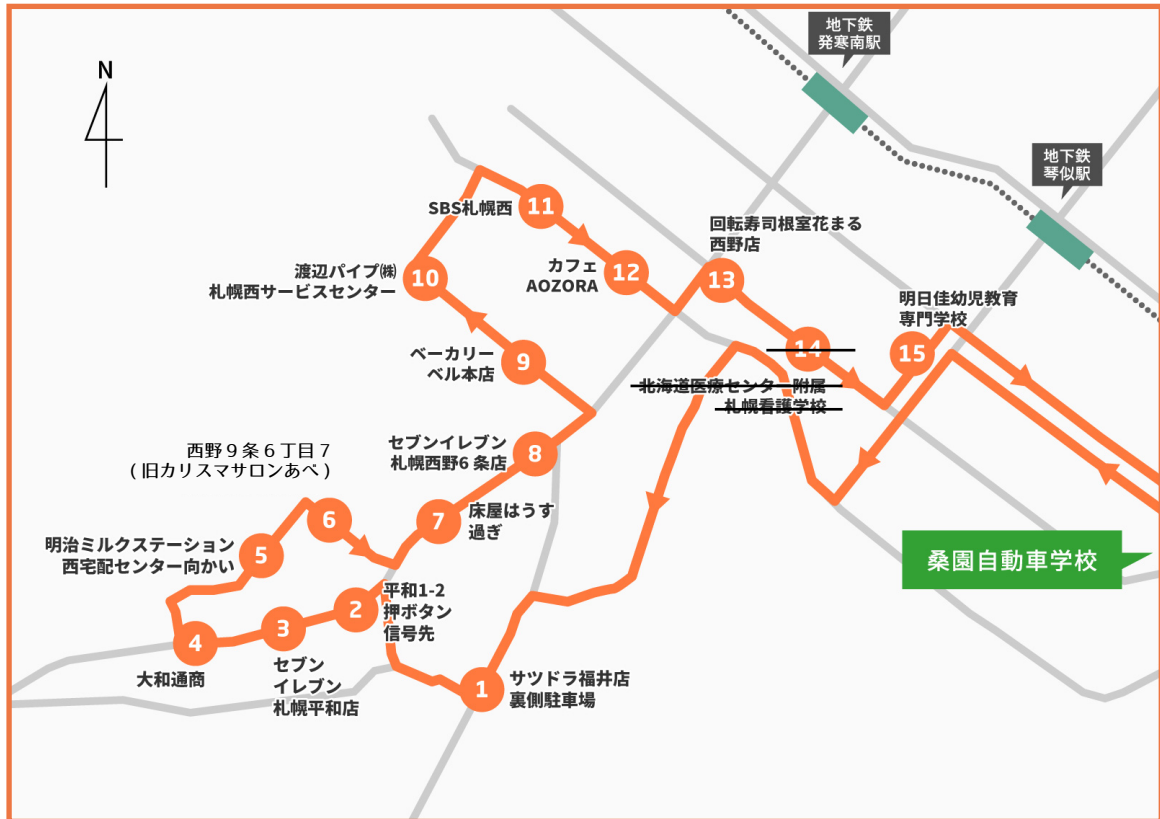 地下鉄
発寒南駅
N
地下鉄
琴似駅
11
SBS札幌西
回転寿司根室花まる
西野店
カフェ
AOZORA
12
13
渡辺パイプ㈱
札幌西サービスセンター
10
明日佳幼児教育
専門学校
14
15
ベーカリー
ベル本店
9
北海道医療センター附属
札幌看護学校
セブンイレブン
札幌西野6条店
8
西野９条６丁目７
(旧カリスマサロンあべ)
6
7
床屋はうす
過ぎ
明治ミルクステーション
西宅配センター向かい
5
桑園自動車学校
2
平和1-2
押ボタン
信号先
3
セブン
イレブン
札幌平和店
4
大和通商
1
サツドラ福井店
裏側駐車場